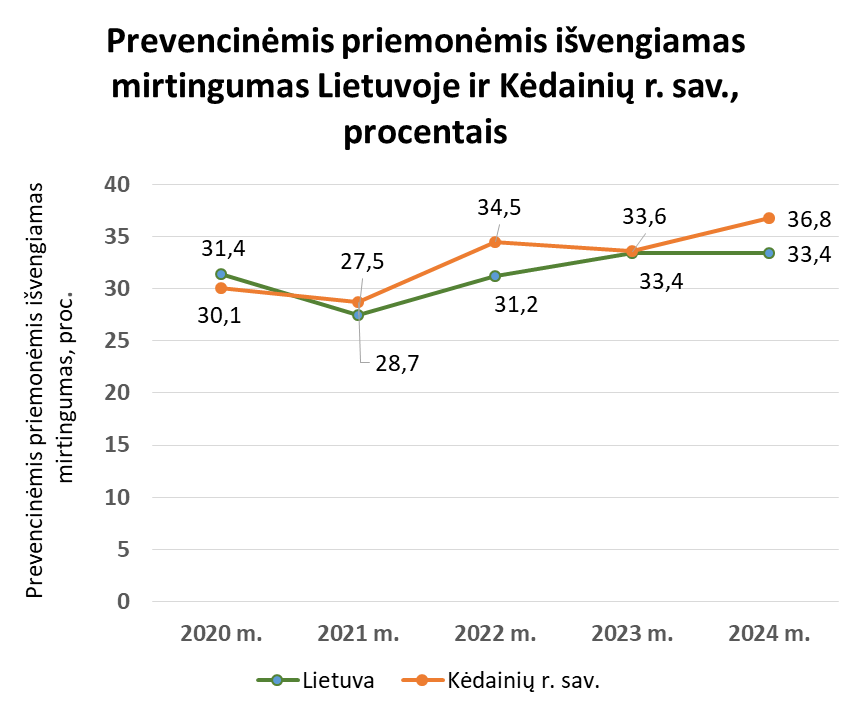 Prevencinėmis priemonėmis išvengiamas
mirtingumas Lietuvoje ir Kėdainių r. sav.,
procentais
Prevencinėmis priemonėmis išvengiamas
mirtingumas, proc.
40
35
30
25
20
15
10
5
0
31,4
30,1
27,5
28,7
34,5
31,2
33,6
33,4
36,8
33,4
2020 m.
2021 m.
2022 m.
2023 m.
2024 m.
Lietuva
Kėdainių r. sav.